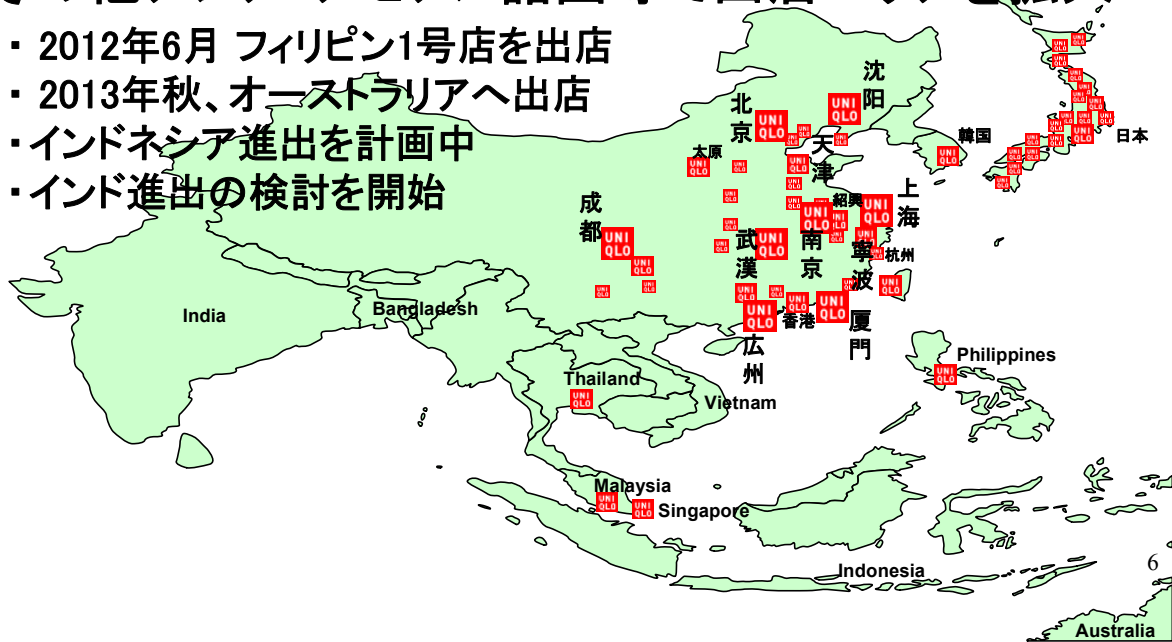 ・ 2012年6月 フィリピン1号店を出店
・ 2013年秋、オーストラリアへ出店
・インドネシア進出を計画中
・インド進出の検討を開始
沈阳
北京
天津
太原
韓国
日本
成都
紹興
上海
武漢
南京
寧波
杭州
香港
広州
厦門
India
Bangladesh
Thailand
Vietnam
Philippines
Malaysia
Singapore
Indonesia
Australia
UNI
QLO
6